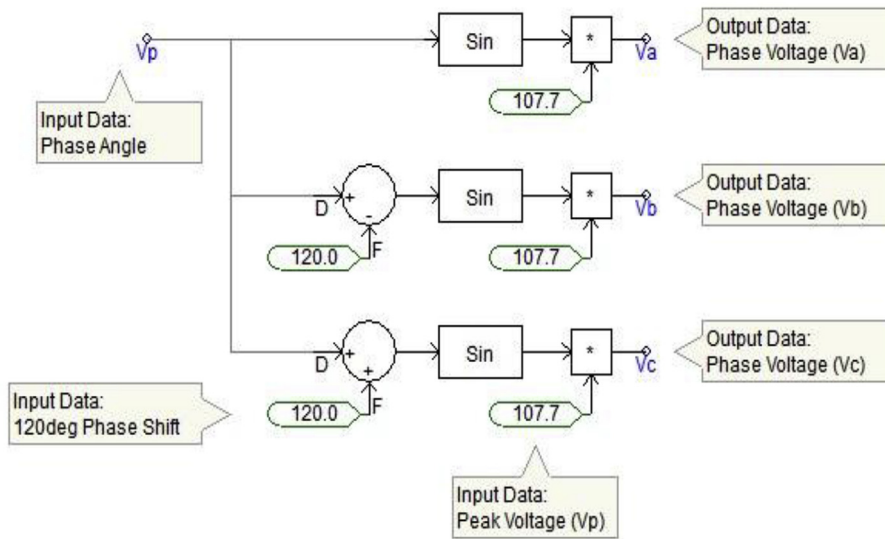 Vp
Sin
*
Va
107.7
Output Data:
Phase Voltage (Va)
Input Data:
Phase Angle
D
+
-
F
120.0
Sin
*
Vb
107.7
Output Data:
Phase Voltage (Vb)
D
+
+
F
120.0
Sin
*
Vc
107.7
Output Data:
Phase Voltage (Vc)
Input Data:
120deg Phase Shift
Input Data:
Peak Voltage (Vp)